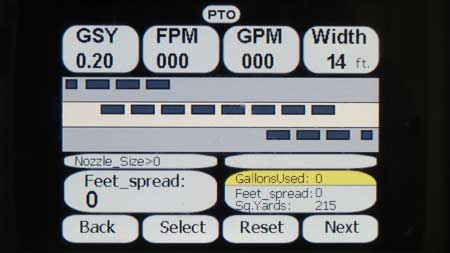 PTO
GSY FPM GPM Width
0.20 000 000 14 ft.
Nozzle_Size>0
Feet_spread:
0
GallonsUsed: 0
Feet_spread: 0
Sq.Yards: 215
Back Select Reset Next